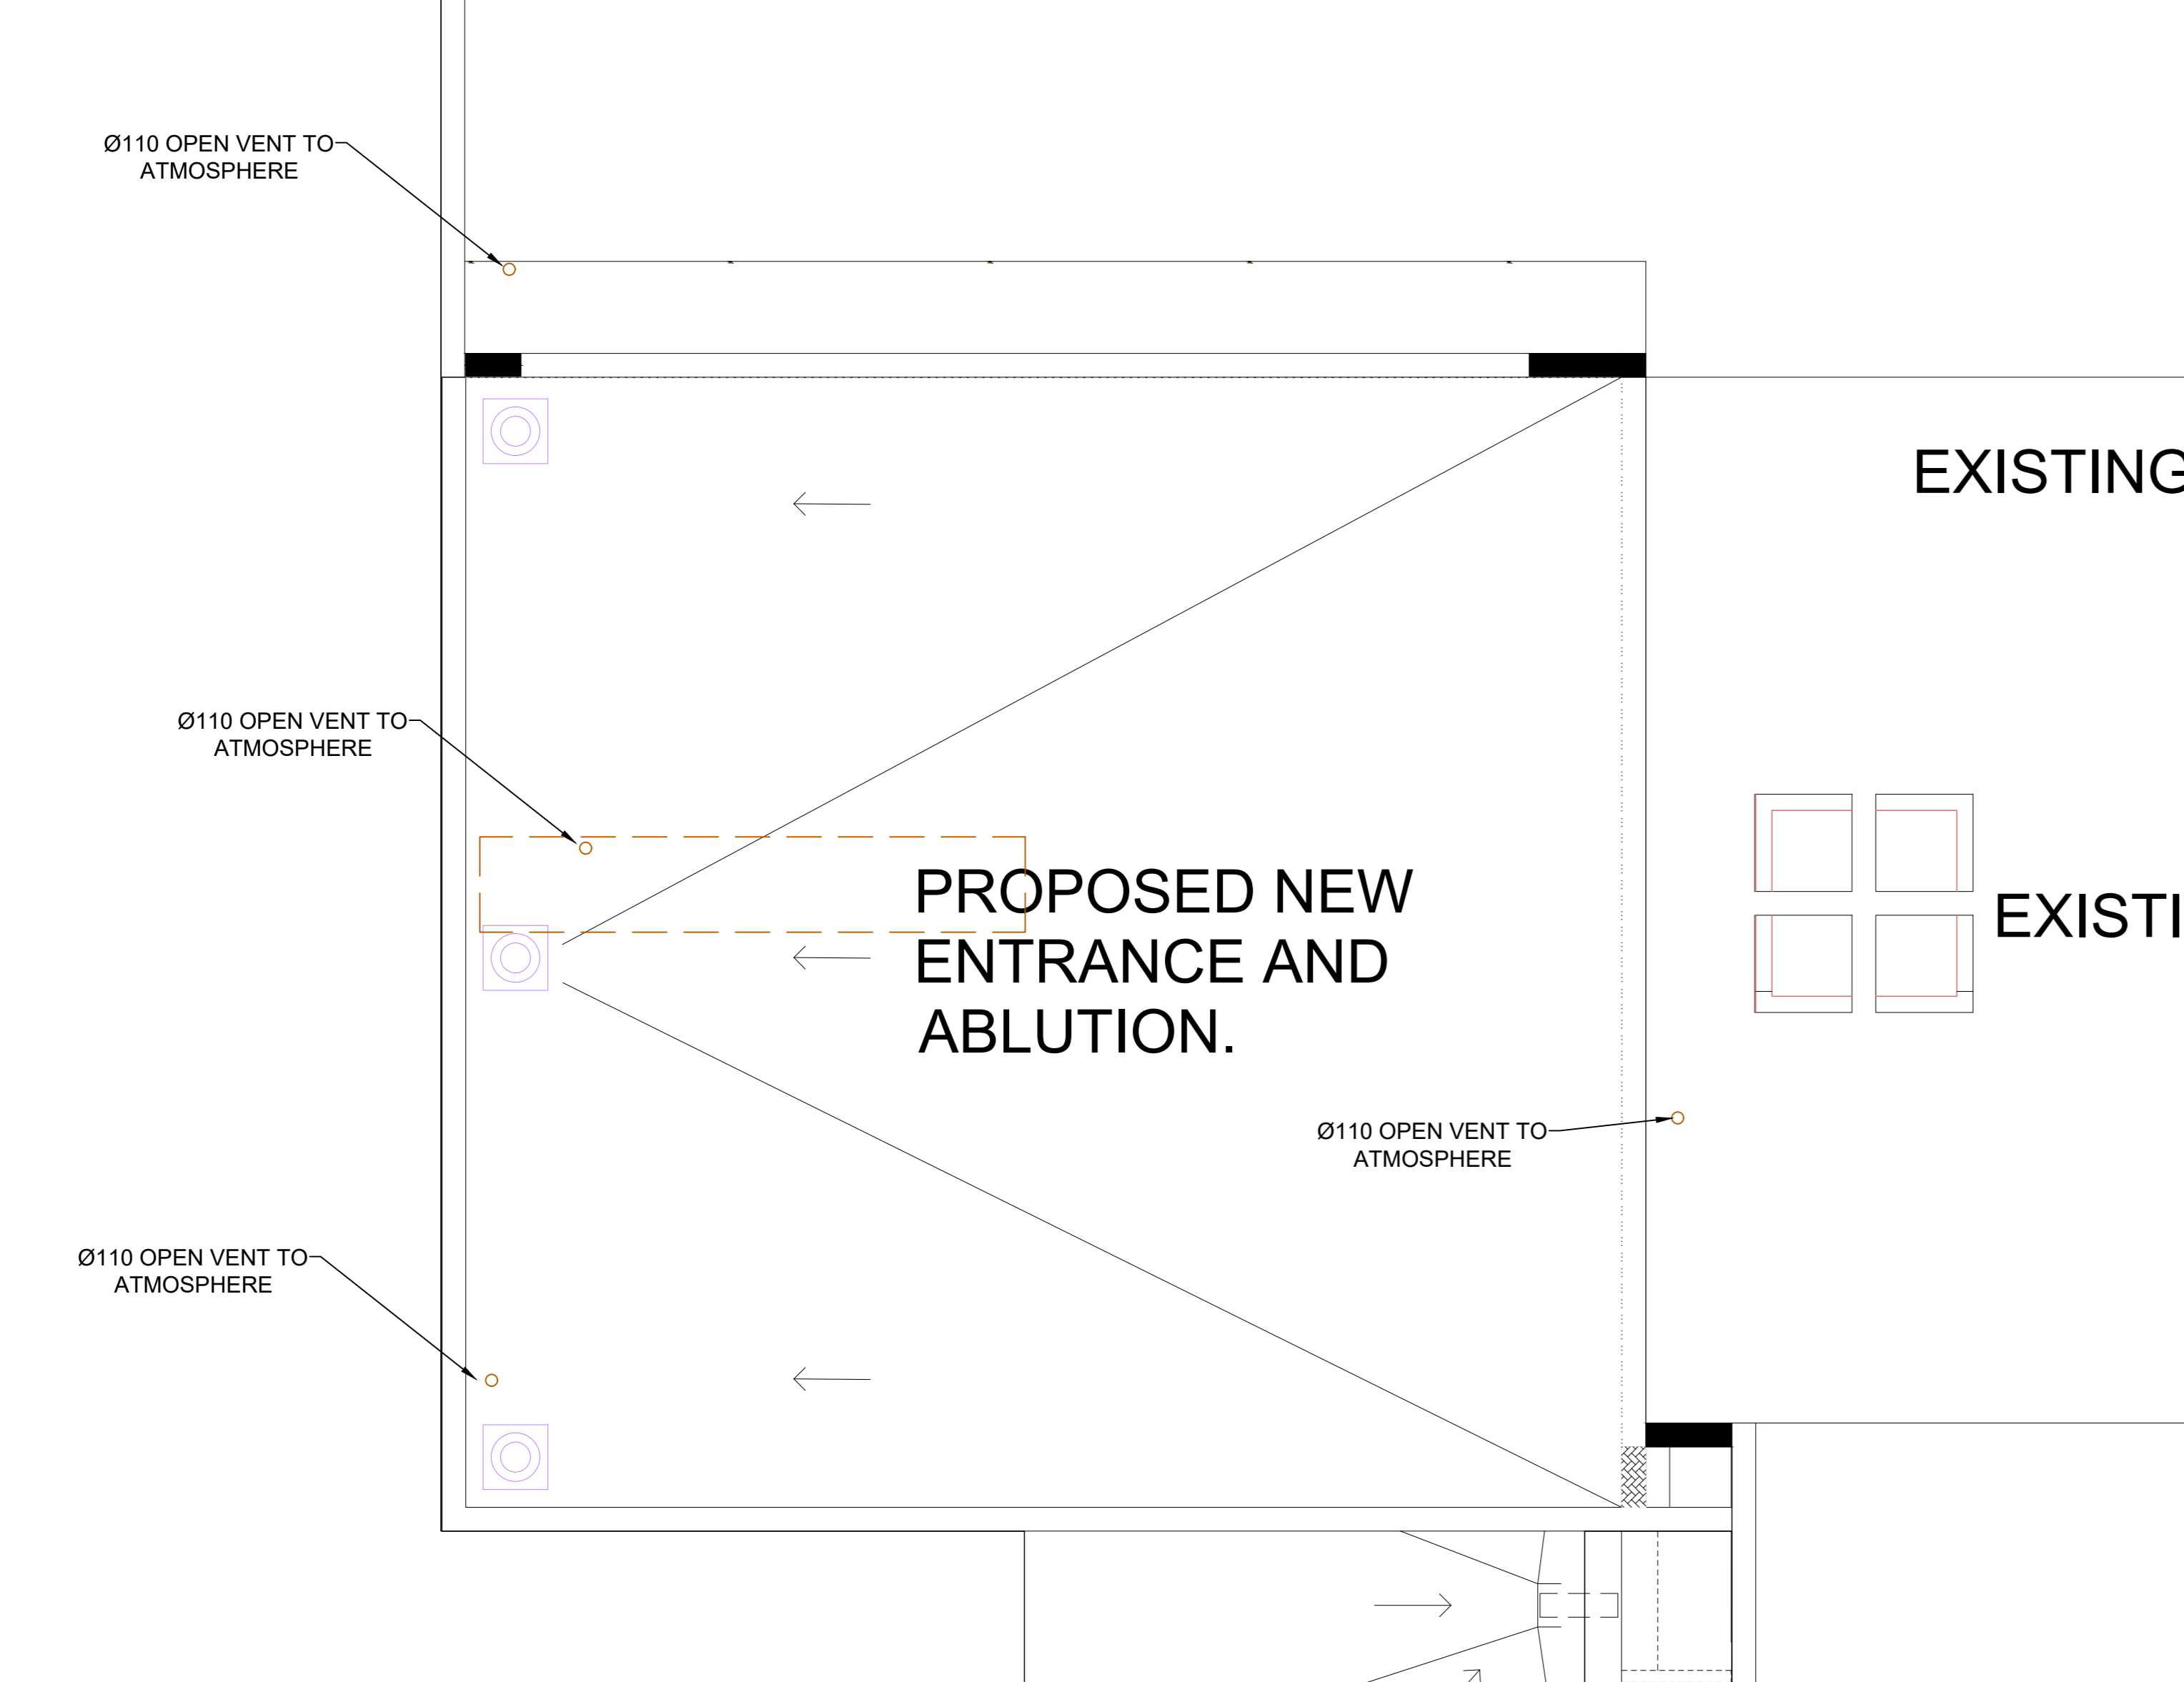 Ø110 OPEN VENT TO
ATMOSPHERE
EXISTING
Ø110 OPEN VENT TO
ATMOSPHERE
PROPOSED NEW
ENTRANCE AND
ABLUTION.
EXISTI
Ø110 OPEN VENT TO
ATMOSPHERE
Ø110 OPEN VENT TO
ATMOSPHERE